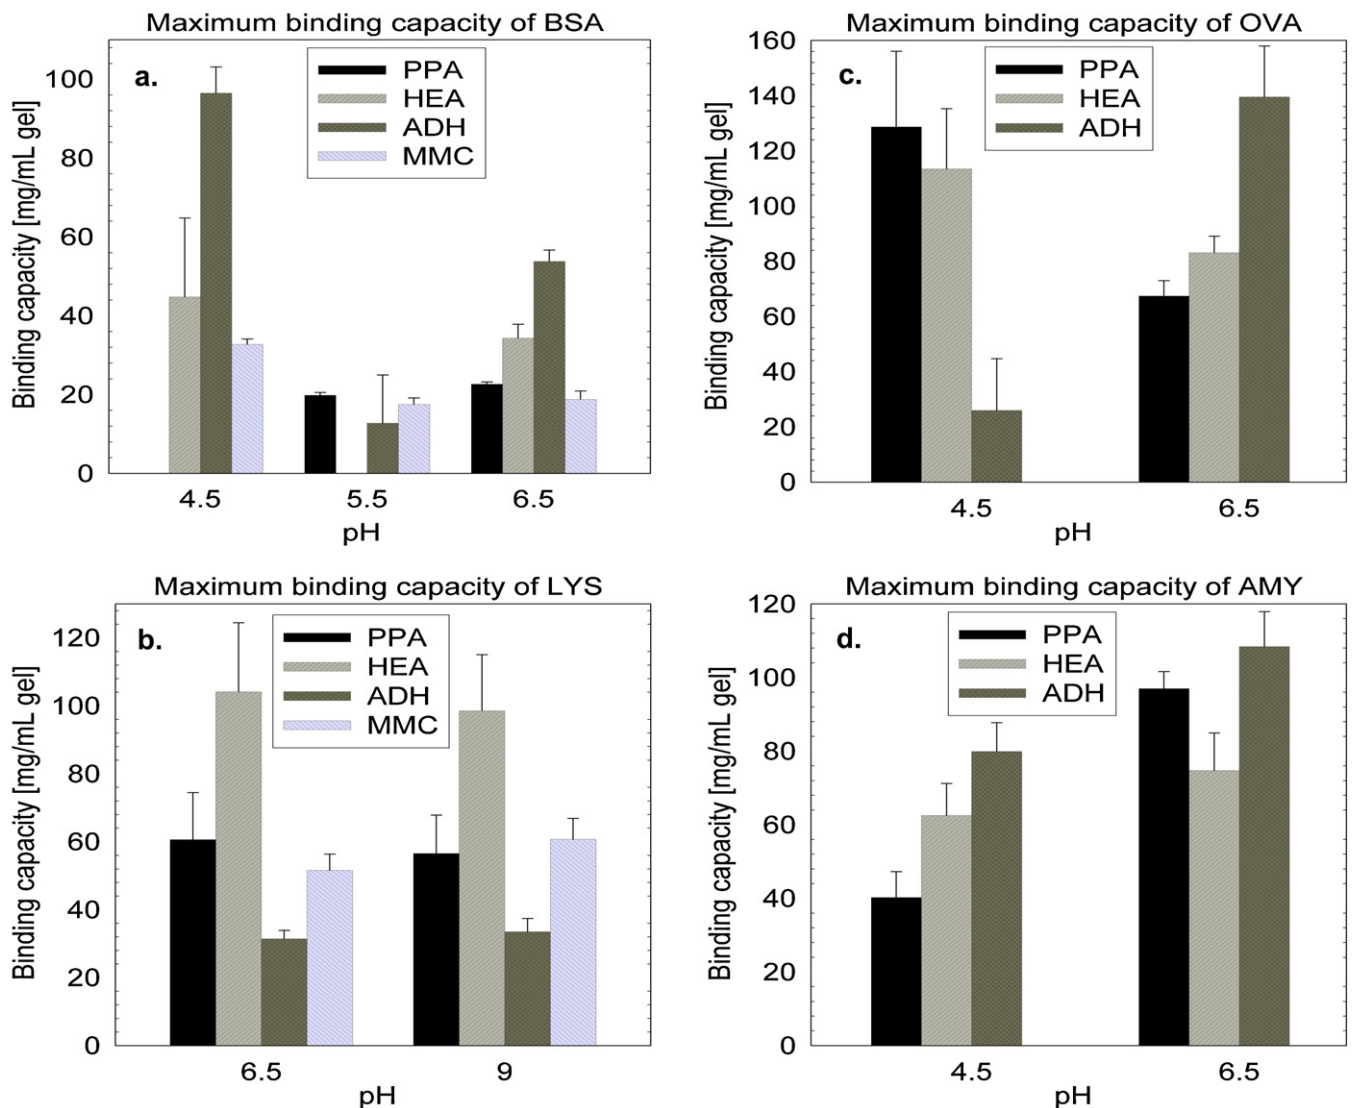 Maximum binding capacity of BSA
a.
PPA
HEA
ADH
MMC
Binding capacity [mg/mL gel]
100
80
60
40
20
0
4.5 5.5 6.5
pH
Maximum binding capacity of OVA
c.
PPA
HEA
ADH
Binding capacity [mg/mL gel]
160
140
120
100
80
60
40
20
0
4.5 6.5
pH
Maximum binding capacity of LYS
b.
PPA
HEA
ADH
MMC
Binding capacity [mg/mL gel]
120
100
80
60
40
20
0
6.5 9
pH
Maximum binding capacity of AMY
d.
PPA
HEA
ADH
Binding capacity [mg/mL gel]
120
100
80
60
40
20
0
4.5 6.5
pH